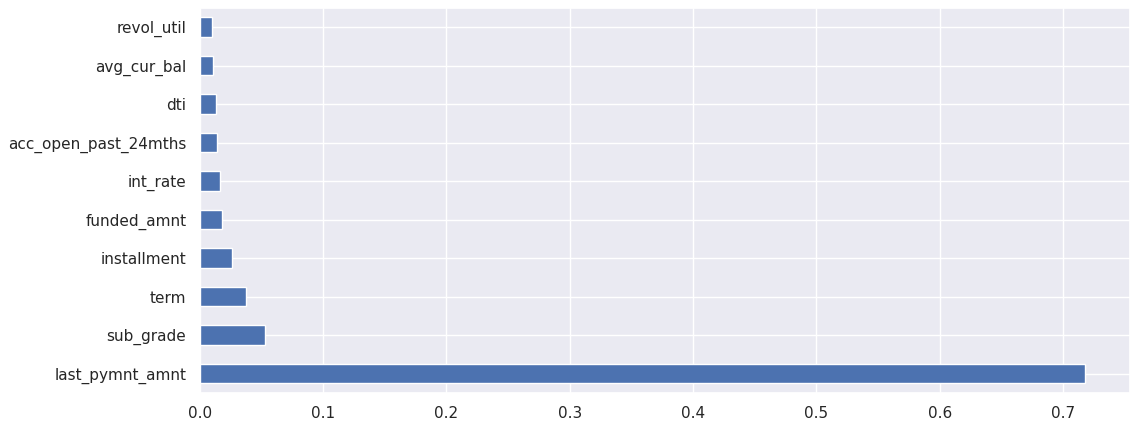 revol_util
avg_cur_bal
dti
acc_open_past_24mths
int_rate
funded_amnt
installment
term
sub_grade
last_pymnt_amnt
0.0 0.1 0.2 0.3 0.4 0.5 0.6 0.7